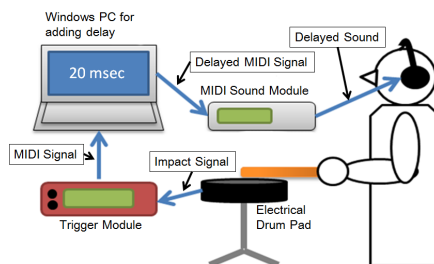 Windows PC for
adding delay
20 msec
Delayed MIDI Signal
Delayed Sound
MIDI Sound Module
MIDI Signal
Impact Signal
Trigger Module
Electrical
Drum Pad